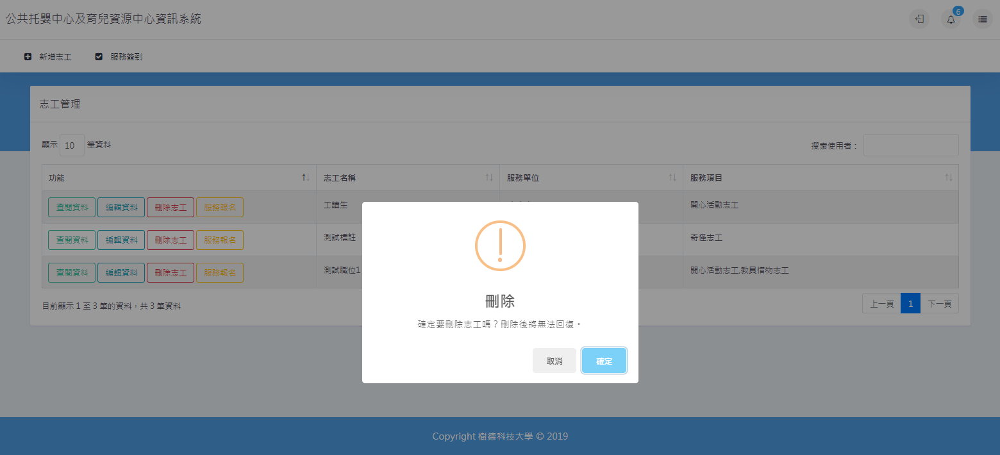 公共托嬰中心及育兒資源中心資訊系統
6
新增志工 服務簽到
志工管理
顯示 10 筆資料 搜索使用者：
功能 志工名稱 服務單位 服務項目
查閱資料 編輯資料 刪除志工 服務報名 工讀生 開心活動志工
查閱資料 編輯資料 刪除志工 服務報名 測試標註 奇怪志工
查閱資料 編輯資料 刪除志工 服務報名 測試職位1 開心活動志工,教具惜物志工
目前顯示 1 至 3 筆的資料，共 3 筆資料 上一頁 1 下一頁
刪除
確定要刪除志工嗎？刪除後將無法回復。
取消 確定
Copyright 樹德科技大學 © 2019